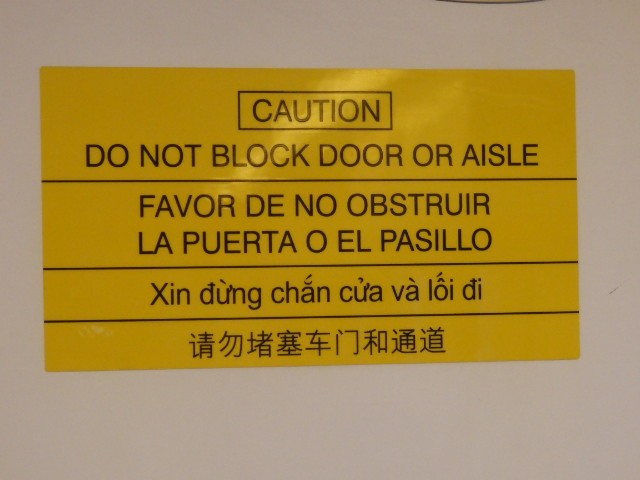 CAUTION
DO NOT BLOCK DOOR OR AISLE
FAVOR DE NO OBSTRUIR
LA PUERTA O EL PASILLO
Xin đừng chắn cửa và lối đi
请勿堵塞车门和通道